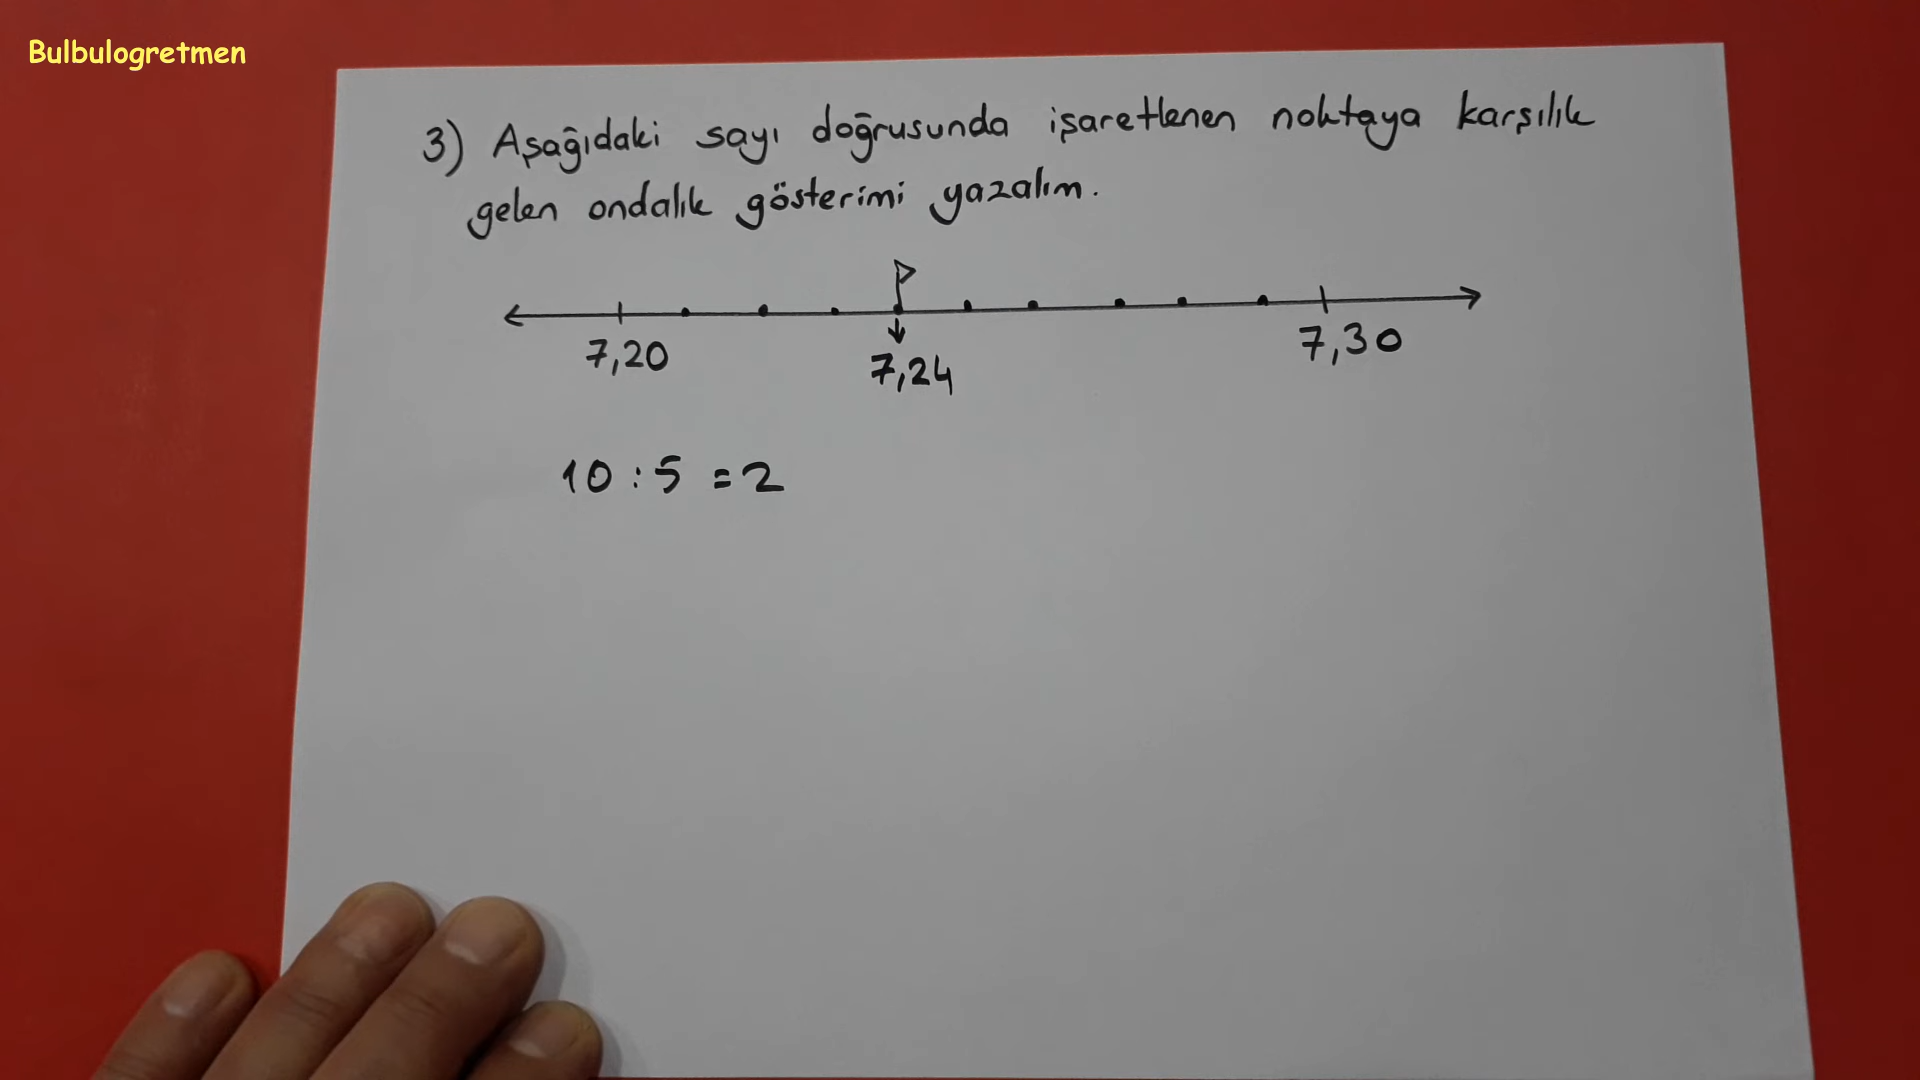 Bulbulogretmen
3) Aşağıdaki sayı doğrusunda işaretlenen noktaya karşılık
gelen ondalık gösterimi yazalım.
7,20
7,24
7,30
10 : 5 = 2